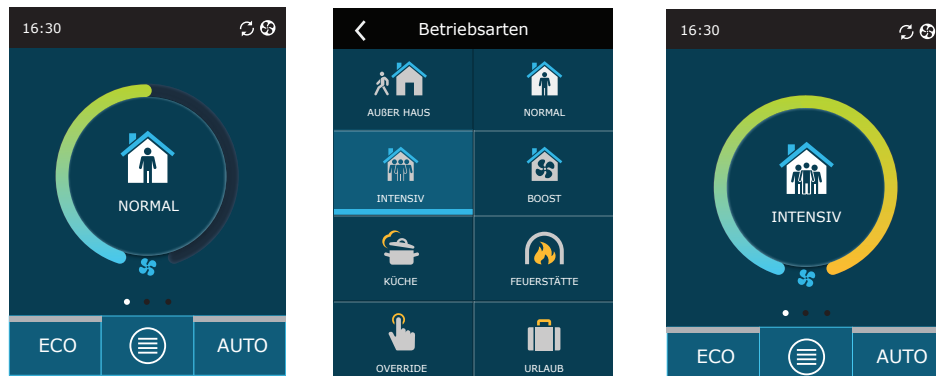 16:30
NORMAL
ECO
AUTO
Betriebsarten
AUßER HAUS
NORMAL
INTENSIV
BOOST
KÜCHE
FEUERSTÄTTE
OVERRIDE
URLAUB
16:30
INTENSIV
ECO
AUTO